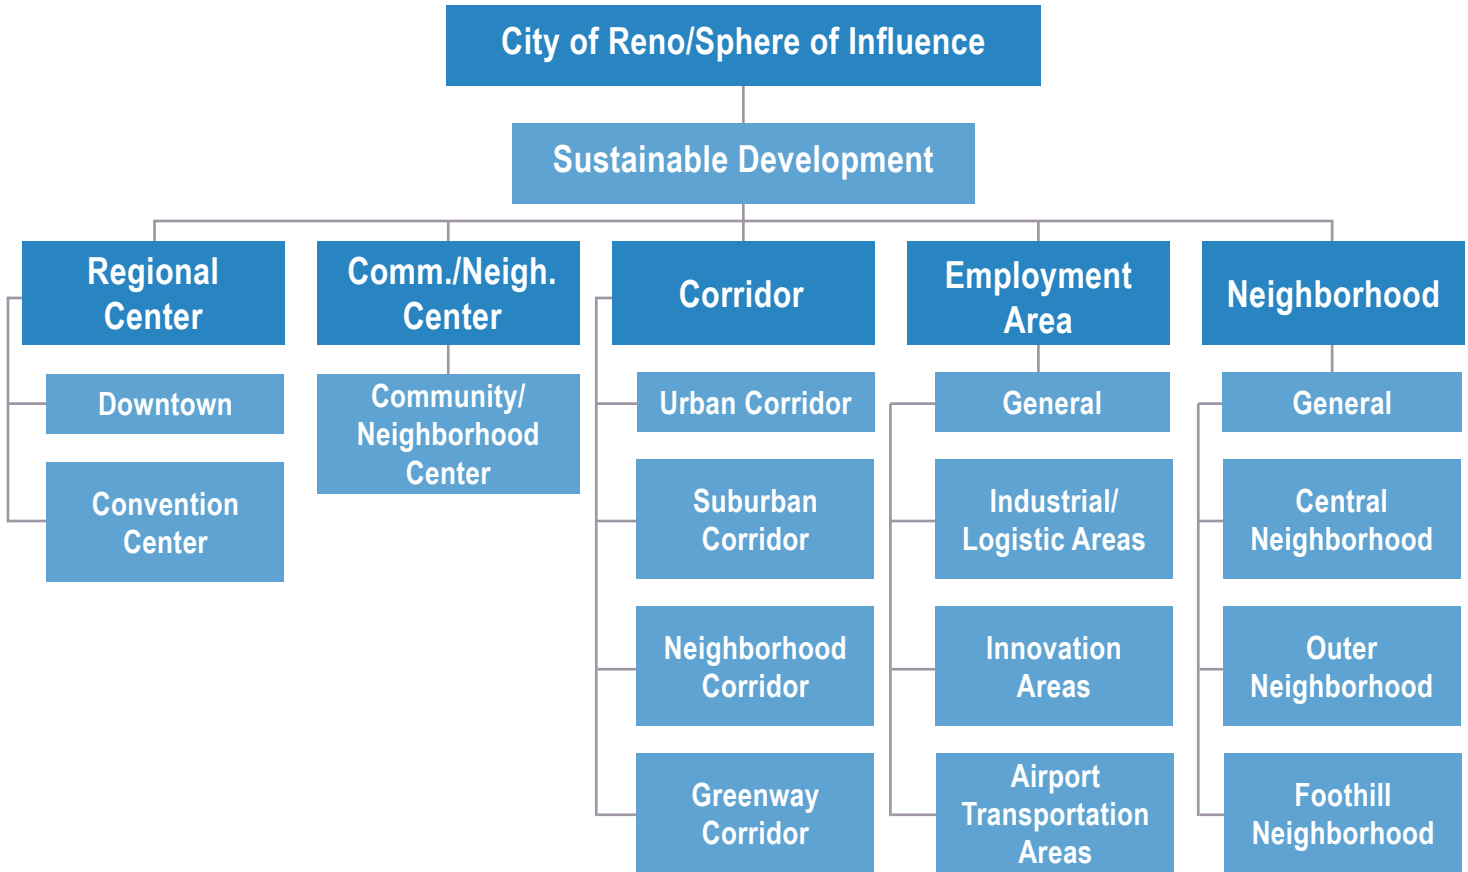 City of Reno/Sphere of Influence
Sustainable Development
Regional
Center
Downtown
Convention
Center
Comm./Neigh.
Center
Community/
Neighborhood
Center
Corridor
Urban Corridor
Suburban
Corridor
Neighborhood
Corridor
Greenway
Corridor
Employment
Area
General
Industrial/
Logistic Areas
Innovation
Areas
Airport
Transportation
Areas
Neighborhood
General
Central
Neighborhood
Outer
Neighborhood
Foothill
Neighborhood